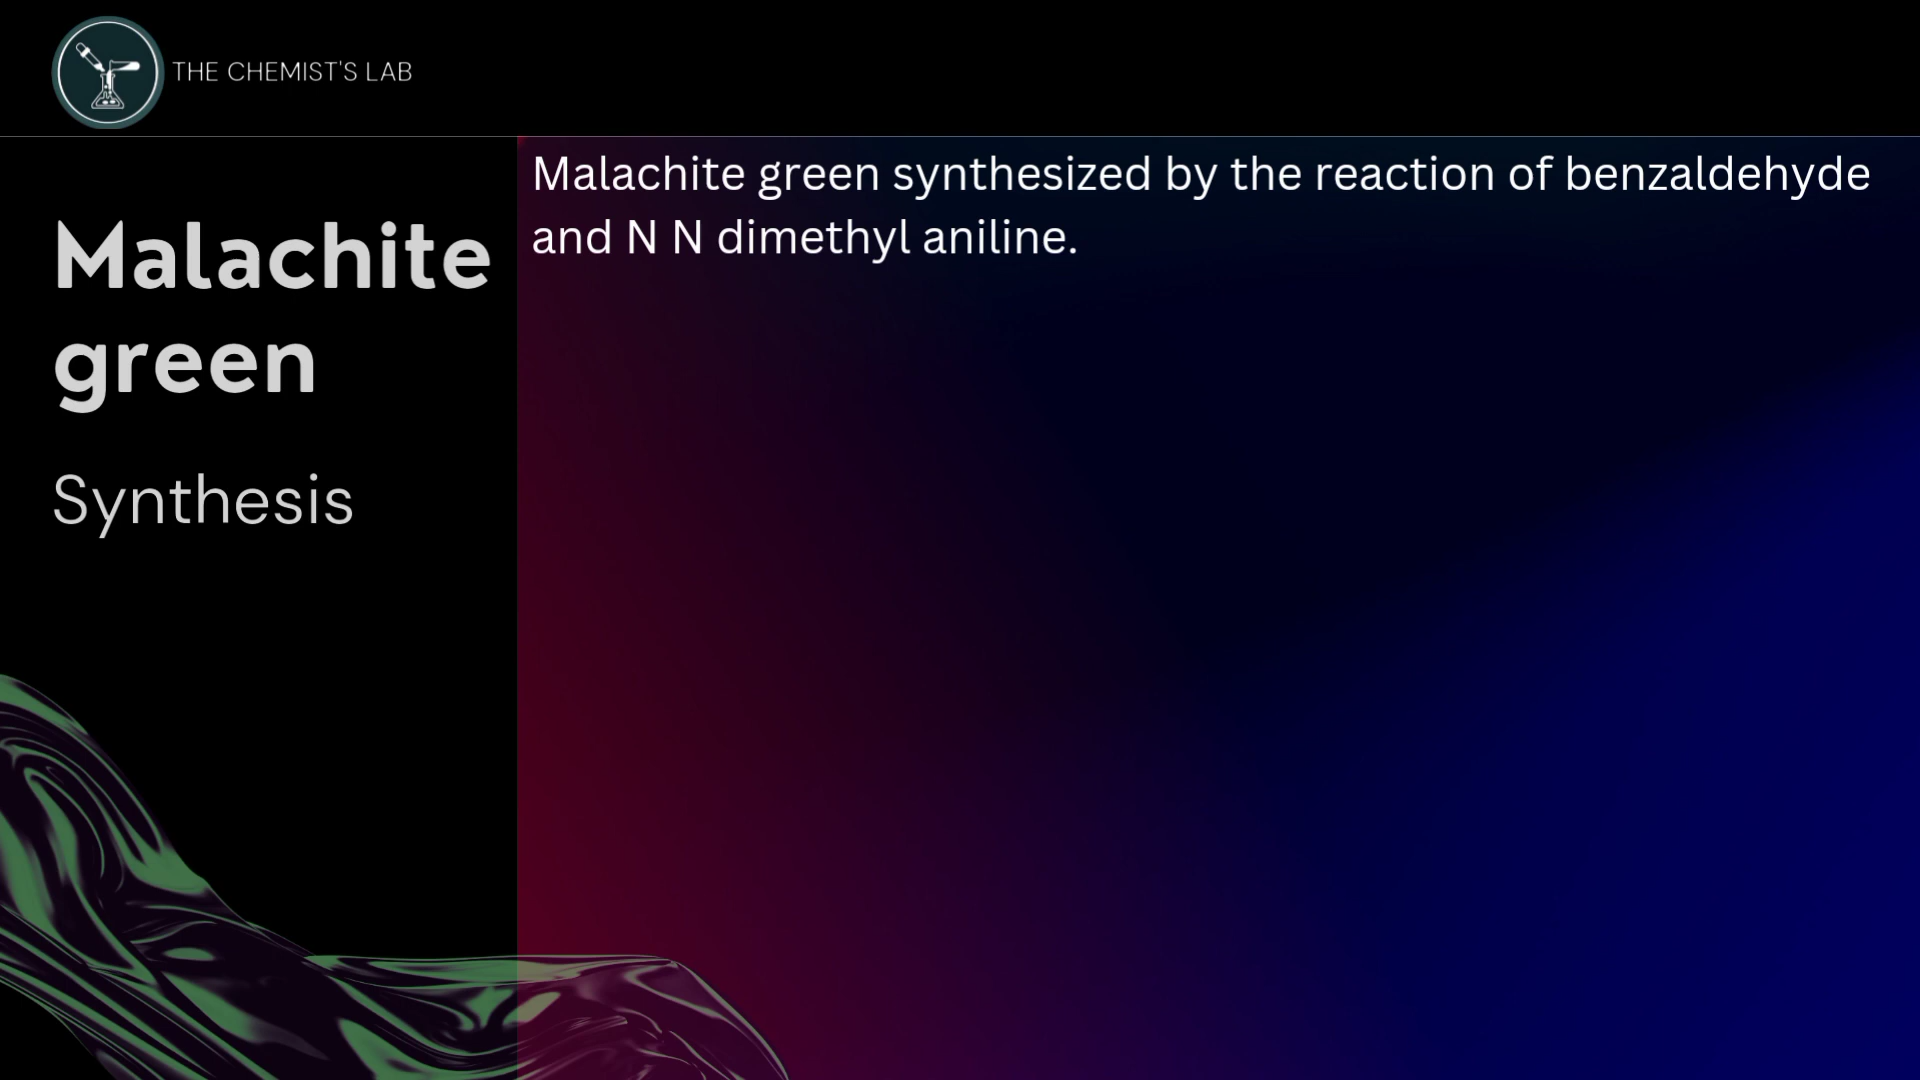 THE CHEMIST'S LAB
Malachite
green
Synthesis
Malachite green synthesized by the reaction of benzaldehyde
and N N dimethyl aniline.